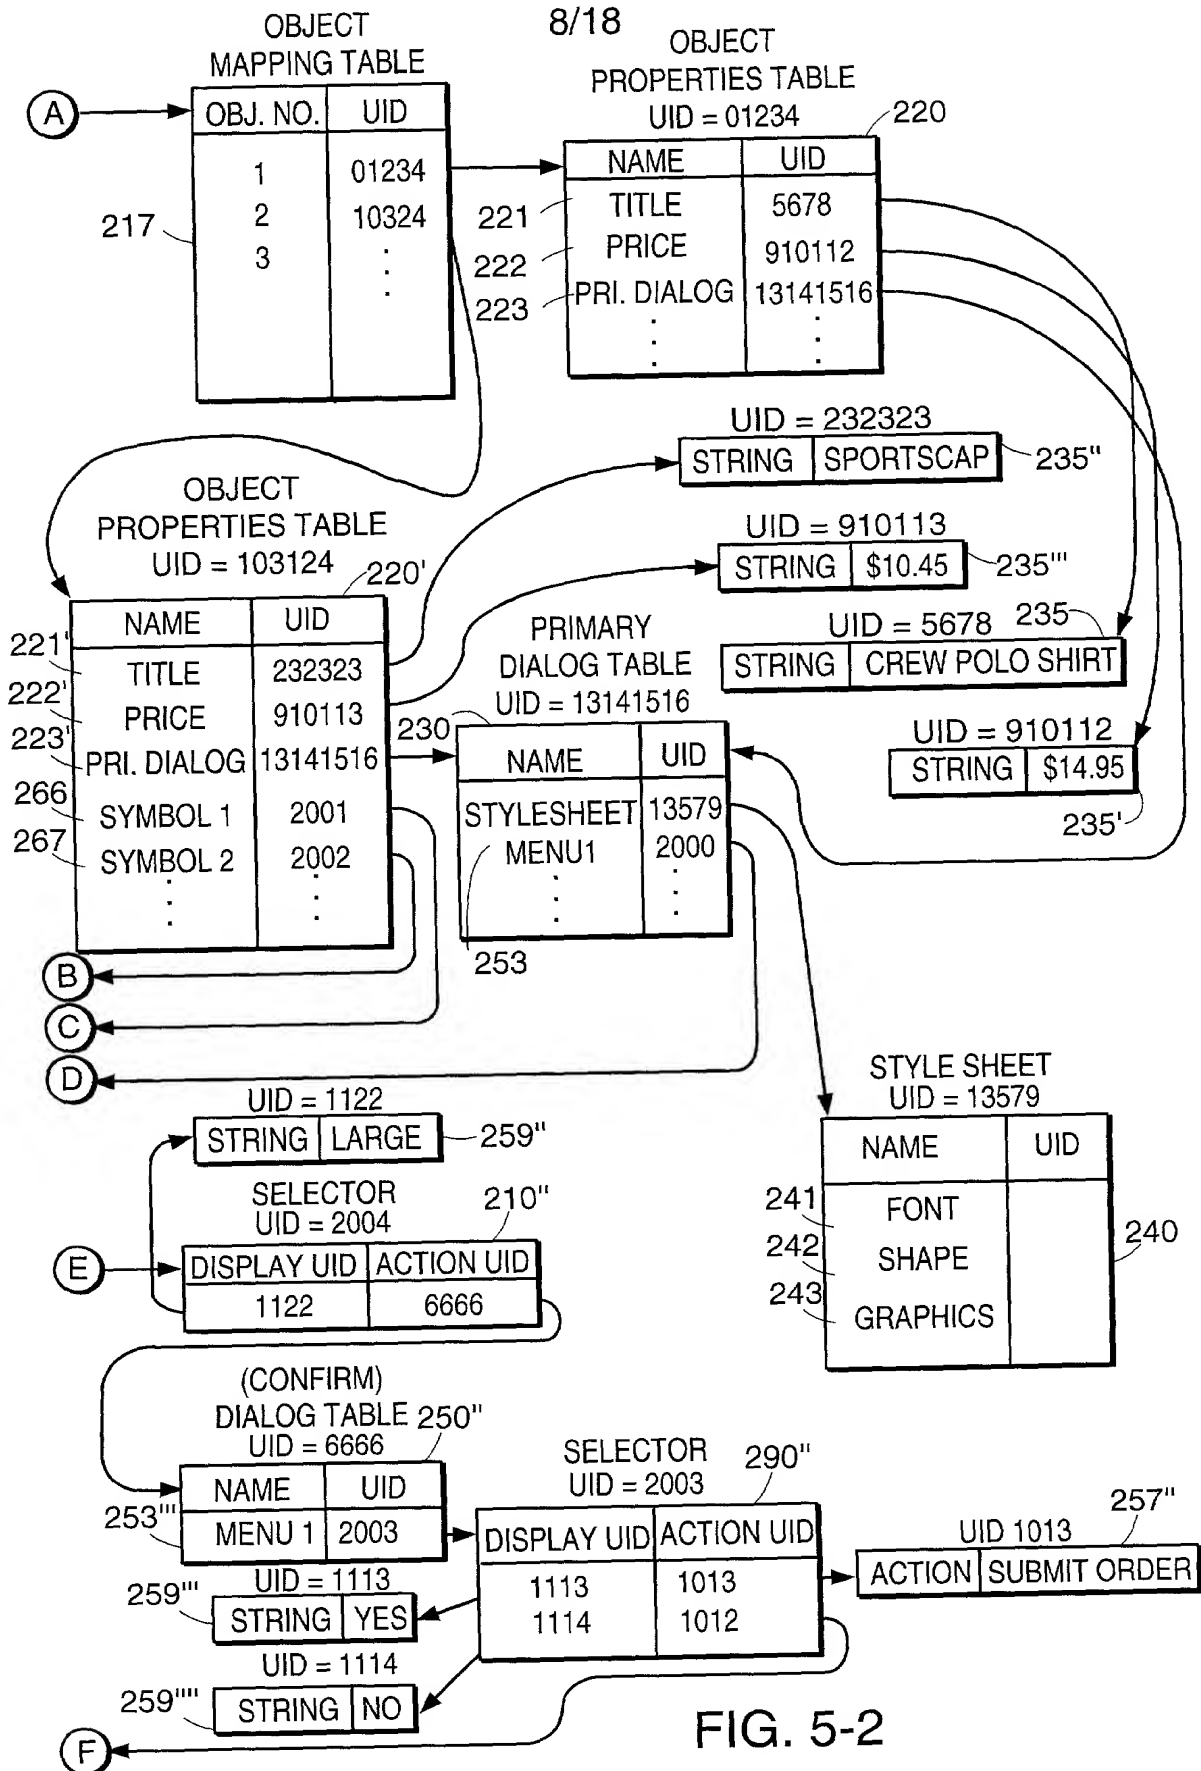 8/18
OBJECT
MAPPING TABLE
A
OBJ. NO. UID
1 01234
2 10324
3
217
OBJECT
PROPERTIES TABLE
UID = 01234
220
NAME UID
221 TITLE 5678
222 PRICE 910112
223 PRI. DIALOG 13141516
UID = 232323
STRING SPORTSCAP 235"
UID = 910113
STRING $10.45 235'''
UID = 5678 235
STRING CREW POLO SHIRT
UID = 910112
STRING $14.95
235'
OBJECT
PROPERTIES TABLE
UID = 103124
220'
NAME UID
221' TITLE 232323
222' PRICE 910113
223' PRI. DIALOG 13141516
266 SYMBOL 1 2001
267 SYMBOL 2 2002
PRIMARY
DIALOG TABLE
UID = 13141516
230
NAME UID
STYLESHEET 13579
MENU1 2000
253
B
C
D
STYLE SHEET
UID = 13579
NAME UID
241 FONT
242 SHAPE
243 GRAPHICS
240
UID = 1122
STRING LARGE 259"
SELECTOR
UID = 2004
210"
E
DISPLAY UID ACTION UID
1122 6666
(CONFIRM)
DIALOG TABLE
UID = 6666
250"
NAME UID
253''' MENU 1 2003
SELECTOR
UID = 2003
290"
DISPLAY UID ACTION UID
1113 1013
1114 1012
UID 1013
257"
ACTION SUBMIT ORDER
UID = 1113
259''' STRING YES
UID = 1114
259'''' STRING NO
F
FIG. 5-2